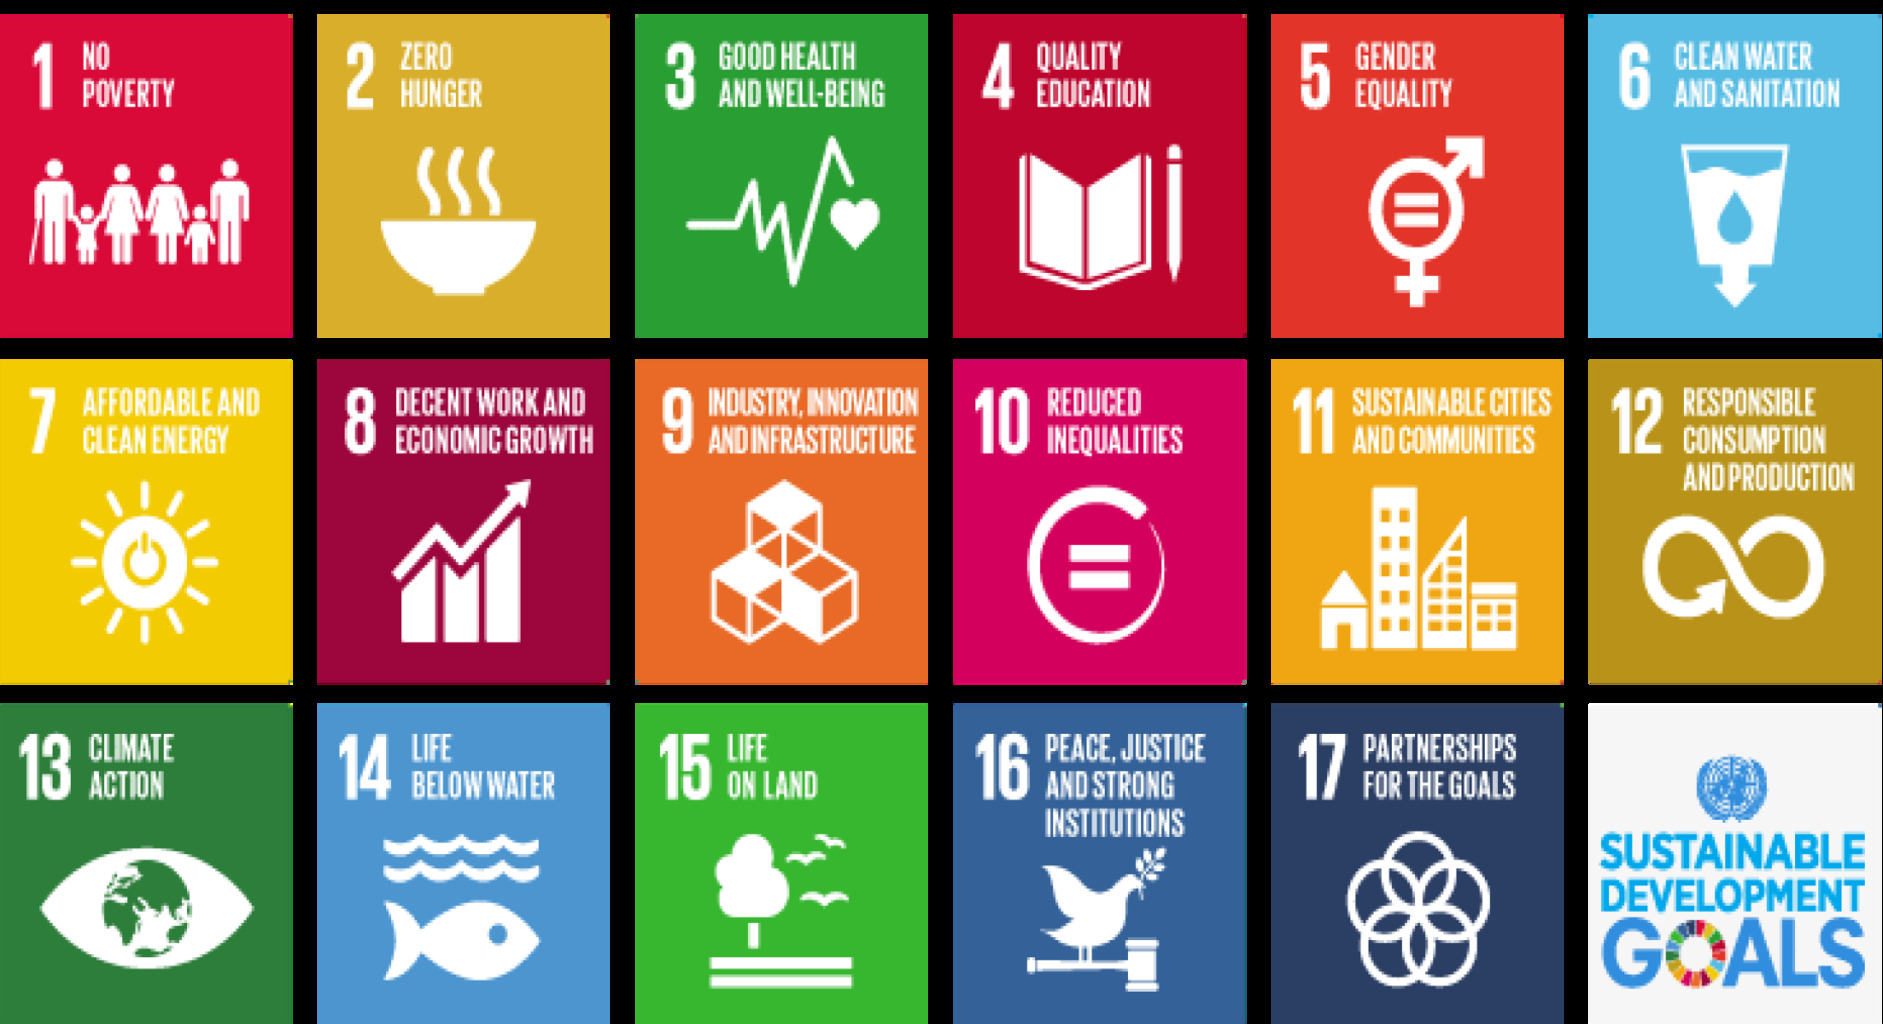 1 NO
POVERTY
2 ZERO
HUNGER
3 GOOD HEALTH
AND WELL-BEING
4 QUALITY
EDUCATION
5 GENDER
EQUALITY
6 CLEAN WATER
AND SANITATION
7 AFFORDABLE AND
CLEAN ENERGY
8 DECENT WORK AND
ECONOMIC GROWTH
9 INDUSTRY, INNOVATION
AND INFRASTRUCTURE
10 REDUCED
INEQUALITIES
11 SUSTAINABLE CITIES
AND COMMUNITIES
12 RESPONSIBLE
CONSUMPTION
AND PRODUCTION
13 CLIMATE
ACTION
14 LIFE
BELOW WATER
15 LIFE
ON LAND
16 PEACE, JUSTICE
AND STRONG
INSTITUTIONS
17 PARTNERSHIPS
FOR THE GOALS
SUSTAINABLE
DEVELOPMENT
GOALS